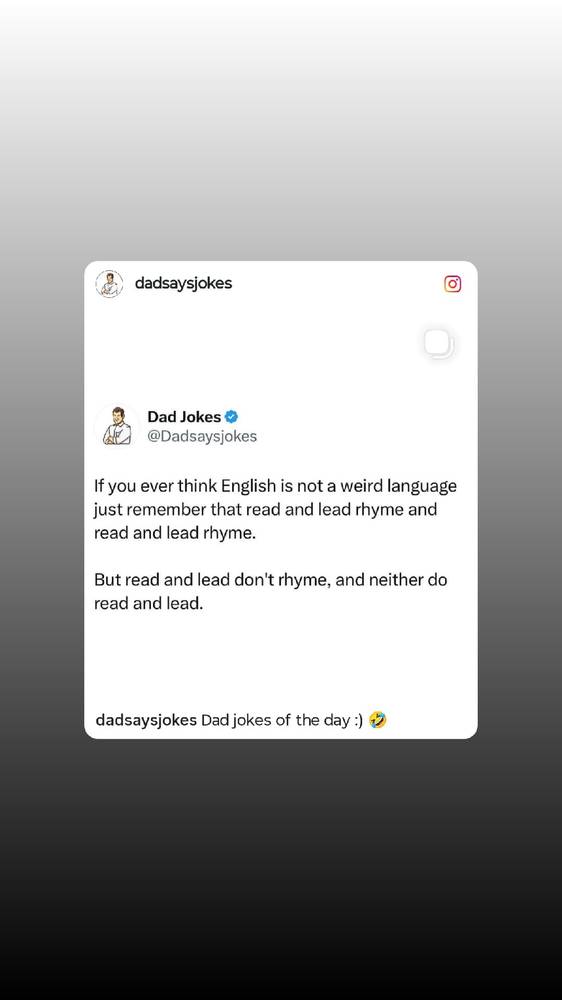 dadsaysjokes
Dad Jokes
@Dadsaysjokes
If you ever think English is not a weird language
just remember that read and lead rhyme and
read and lead rhyme.
But read and lead don't rhyme, and neither do
read and lead.
dadsaysjokes Dad jokes of the day :) 🤣